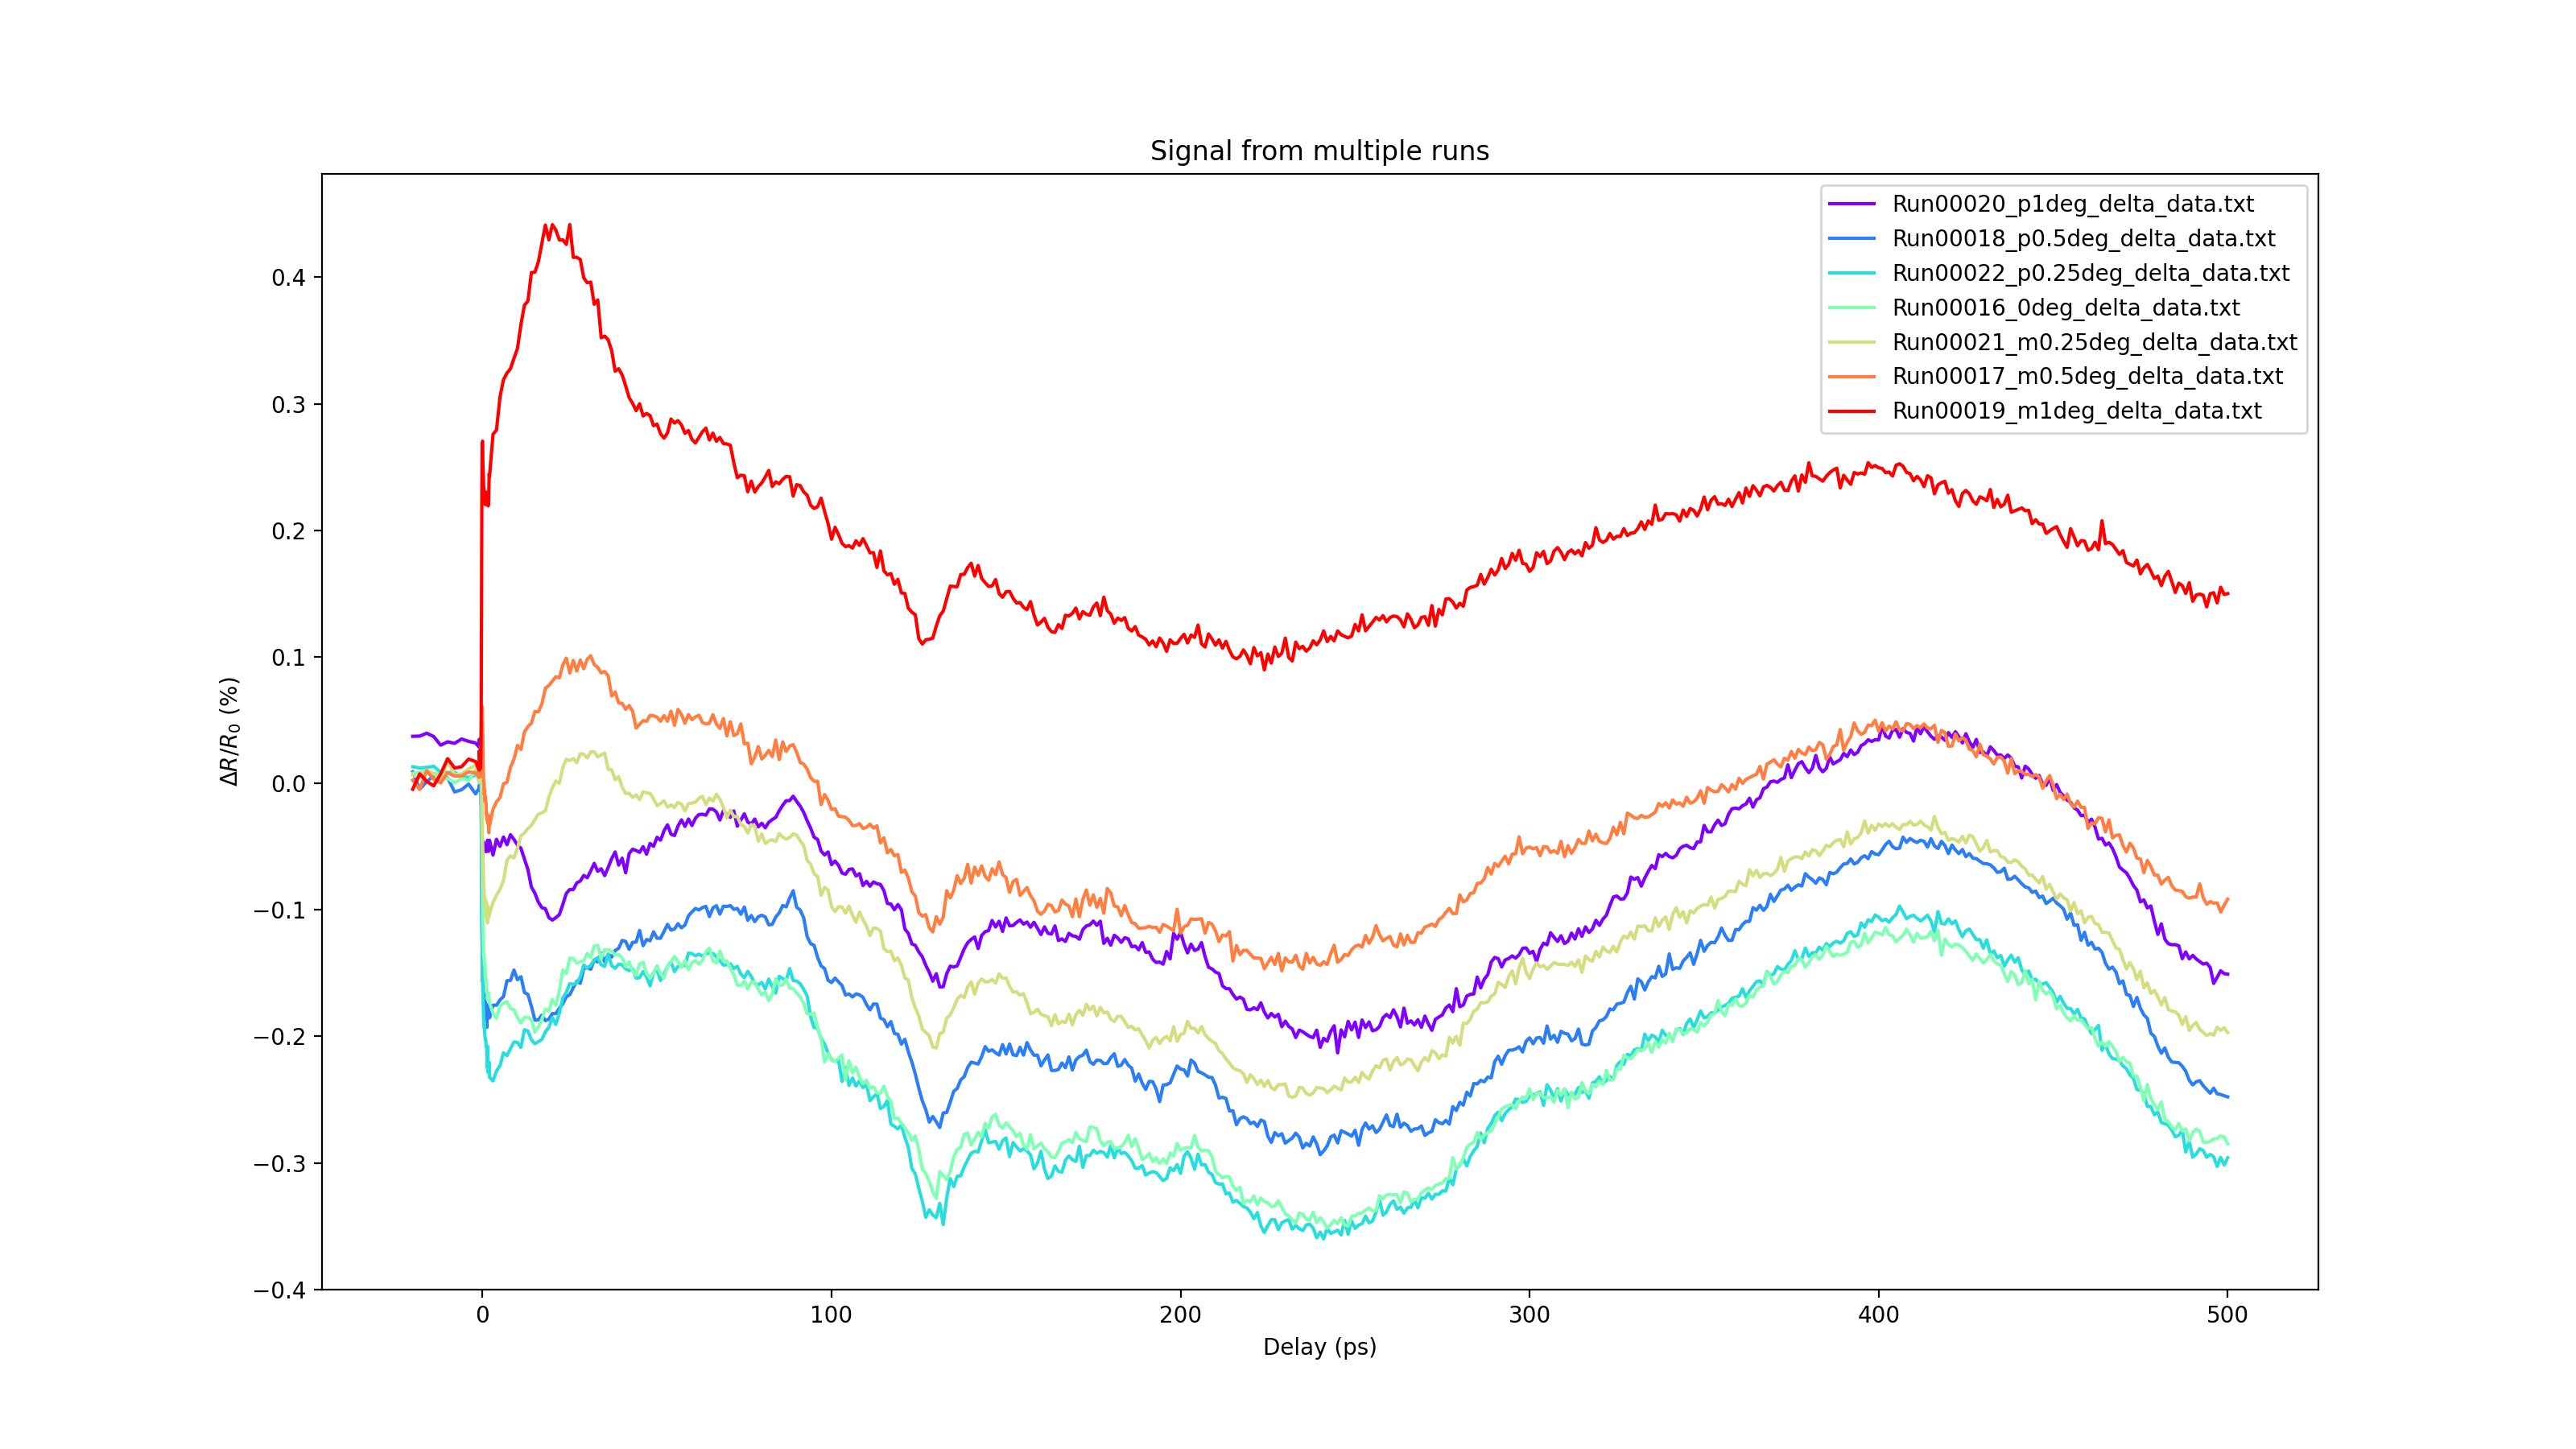 Signal from multiple runs
Run00020_p1deg_delta_data.txt
Run00018_p0.5deg_delta_data.txt
Run00022_p0.25deg_delta_data.txt
Run00016_0deg_delta_data.txt
Run00021_m0.25deg_delta_data.txt
Run00017_m0.5deg_delta_data.txt
Run00019_m1deg_delta_data.txt
ΔR/R₀ (%)
0.4
0.3
0.2
0.1
0.0
−0.1
−0.2
−0.3
−0.4
0 100 200 300 400 500
Delay (ps)